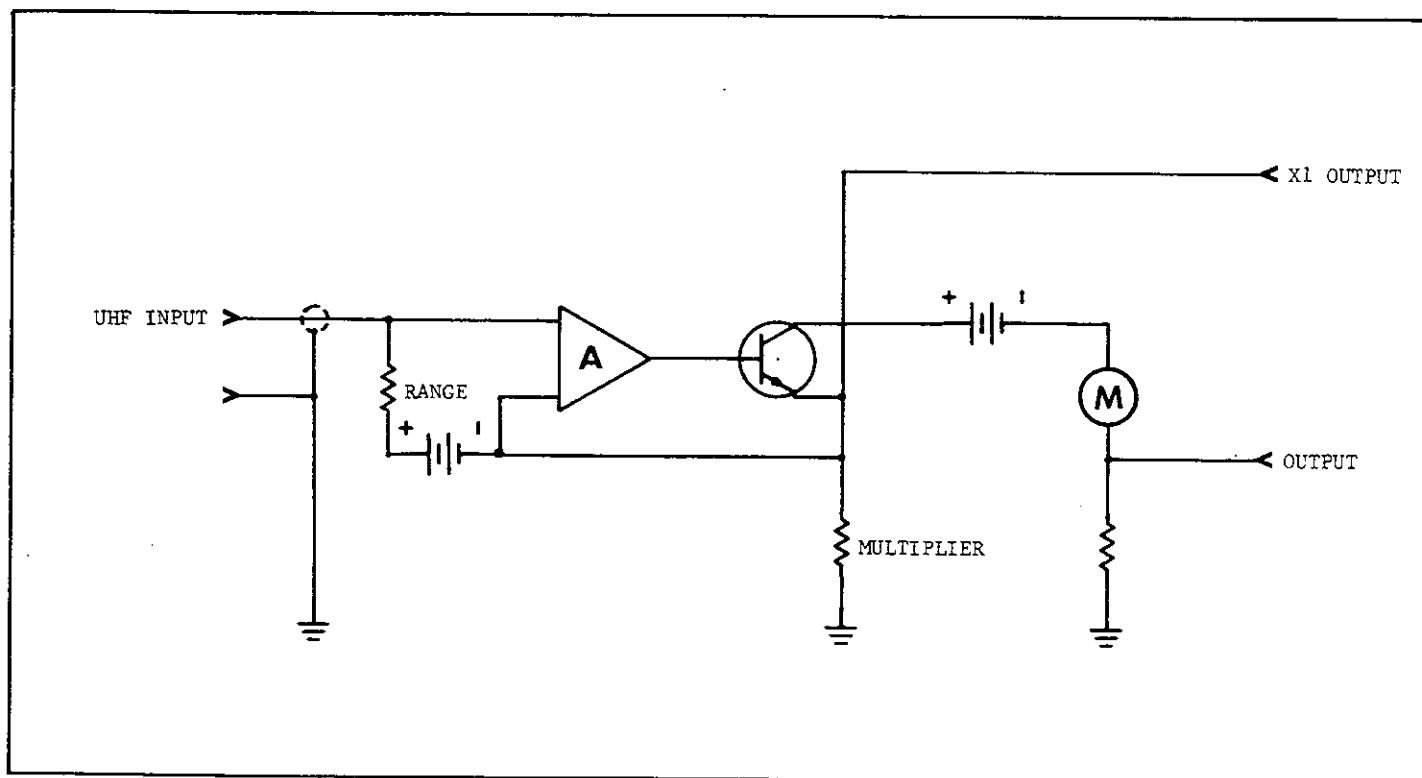 X1 OUTPUT
UHF INPUT
+
A
RANGE
+
M
OUTPUT
MULTIPLIER